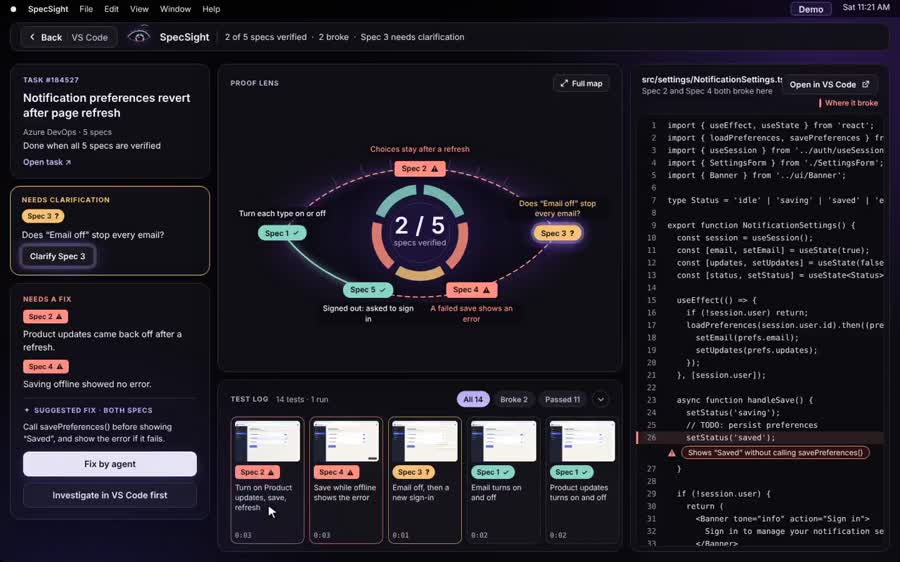 SpecSight File Edit View Window Help Demo Sat 11:21 AM
Back VS Code SpecSight 2 of 5 specs verified · 2 broke · Spec 3 needs clarification
TASK #184527
Notification preferences revert
after page refresh
Azure DevOps · 5 specs
Done when all 5 specs are verified
Open task ↗
NEEDS CLARIFICATION
Spec 3 ?
Does “Email off” stop every email?
Clarify Spec 3
NEEDS A FIX
Spec 2
Product updates came back off after a
refresh.
Spec 4
Saving offline showed no error.
SUGGESTED FIX · BOTH SPECS
Call savePreferences() before showing
“Saved”, and show the error if it fails.
Fix by agent
Investigate in VS Code first
PROOF LENS
Full map
Choices stay after a refresh
Spec 2
Turn each type on or off
Spec 1 ✓
2 / 5
specs verified
Does “Email off” stop
every email?
Spec 3 ?
Spec 5 ✓
Signed out: asked to sign
in
Spec 4
A failed save shows an
error
TEST LOG 14 tests · 1 run
All 14 Broke 2 Passed 11
Spec 2
Turn on Product
updates, save,
refresh
0:03
Spec 4
Save while offline
shows the error
0:03
Spec 3 ?
Email off, then a
new sign-in
0:01
Spec 1 ✓
Email turns on
and off
0:02
Spec 1 ✓
Product updates
turns on and off
0:02
src/settings/NotificationSettings.ts
Spec 2 and Spec 4 both broke here
Open in VS Code
Where it broke
1 import { useEffect, useState } from 'react';
2 import { loadPreferences, savePreferences } fr
3 import { useSession } from '../auth/useSession
4 import { SettingsForm } from './SettingsForm';
5 import { Banner } from '../ui/Banner';
6
7 type Status = 'idle' | 'saving' | 'saved' | 'e
8
9 export function NotificationSettings() {
10 const session = useSession();
11 const [email, setEmail] = useState(true);
12 const [updates, setUpdates] = useState(false
13 const [status, setStatus] = useState<Status>
14
15 useEffect(() => {
16 if (!session.user) return;
17 loadPreferences(session.user.id).then((pre
18 setEmail(prefs.email);
19 setUpdates(prefs.updates);
20 });
21 }, [session.user]);
22
23 async function handleSave() {
24 setStatus('saving');
25 // TODO: persist preferences
26 setStatus('saved');
Shows “Saved” without calling savePreferences()
27 }
28
29 if (!session.user) {
30 return (
31 <Banner tone="info" action="Sign in">
32 Sign in to manage your notification se
33 </Banner>